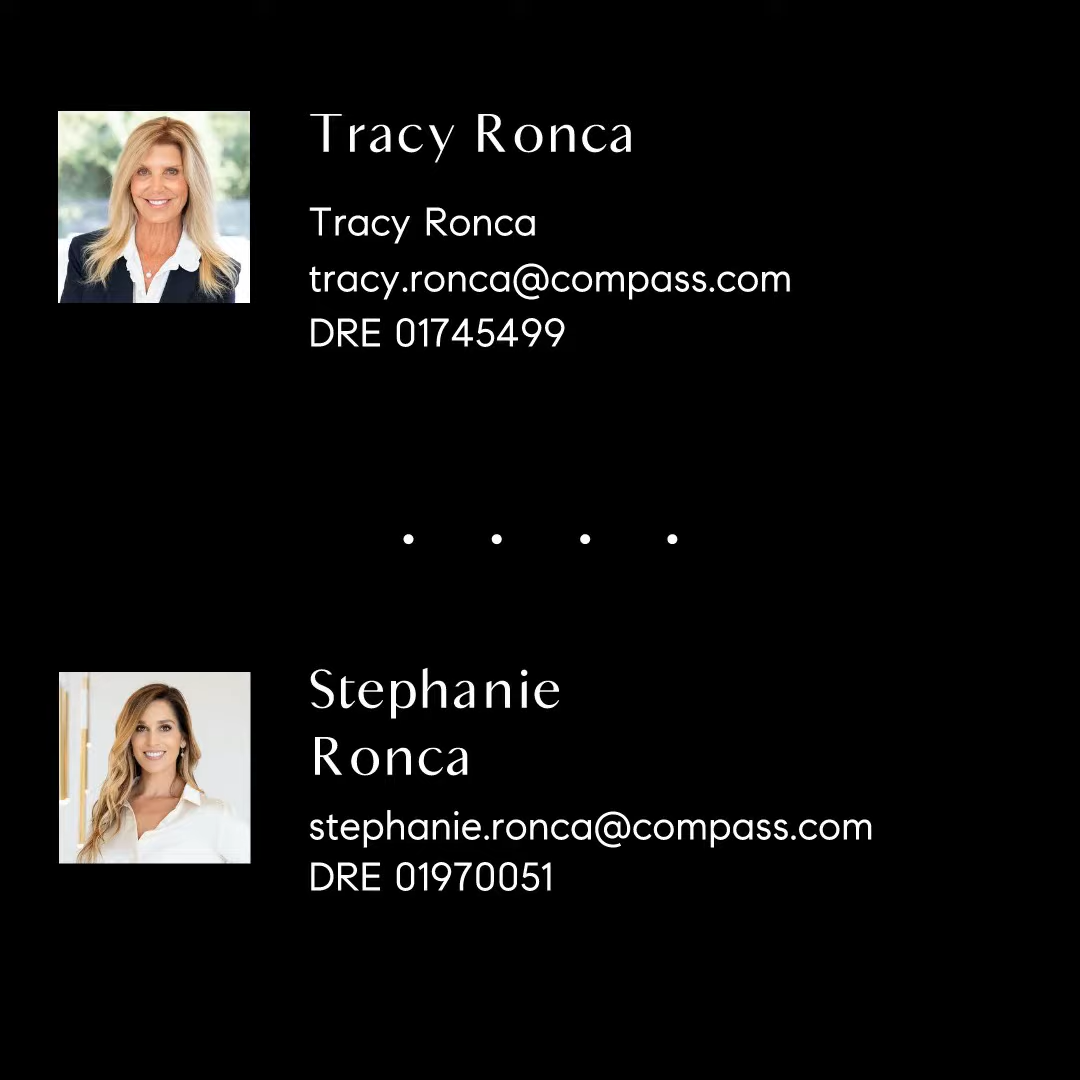 Tracy Ronca
Tracy Ronca
tracy.ronca@compass.com
DRE 01745499
Stephanie
Ronca
stephanie.ronca@compass.com
DRE 01970051